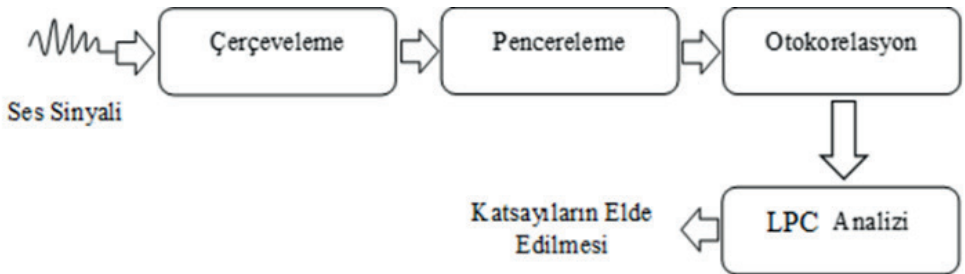 Çerçeveleme
Pencereleme
Otokorelasyon
Ses Sinyali
LPC Analizi
Katsayıların Elde
Edilmesi